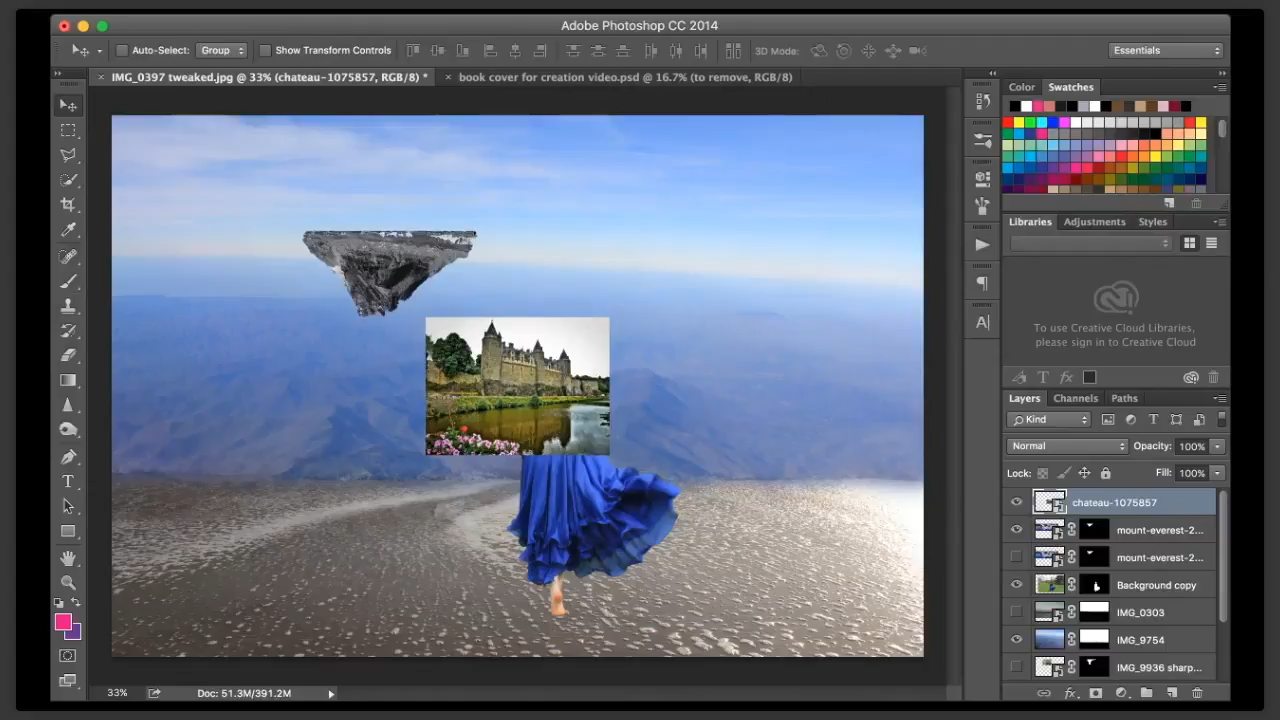 Adobe Photoshop CC 2014
Auto-Select: Group Show Transform Controls 3D Mode: Essentials
× IMG_0397 tweaked.jpg @ 33% (chateau-1075857, RGB/8) * × book cover for creation video.psd @ 16.7% (to remove, RGB/8)
Color Swatches
Libraries Adjustments Styles
To use Creative Cloud Libraries,
please sign in to Creative Cloud
Layers Channels Paths
Kind
Normal Opacity: 100%
Lock: Fill: 100%
chateau-1075857
mount-everest-2...
mount-everest-2...
Background copy
IMG_0303
IMG_9754
IMG_9936 sharp...
33% Doc: 51.3M/391.2M